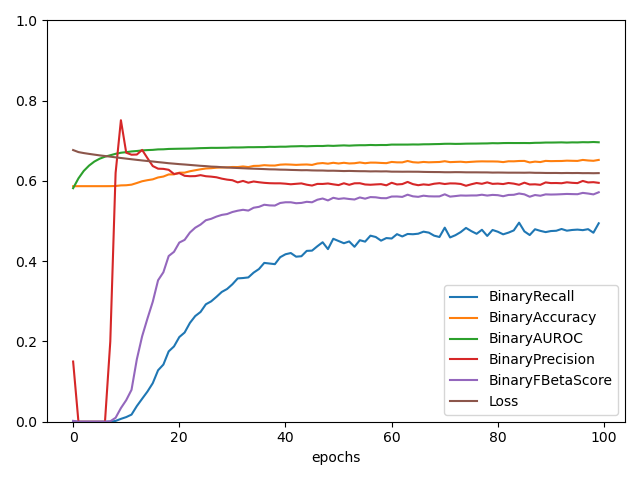 1.0
0.8
0.6
0.4
0.2
0.0
BinaryRecall
BinaryAccuracy
BinaryAUROC
BinaryPrecision
BinaryFBetaScore
Loss
0 20 40 60 80 100
epochs